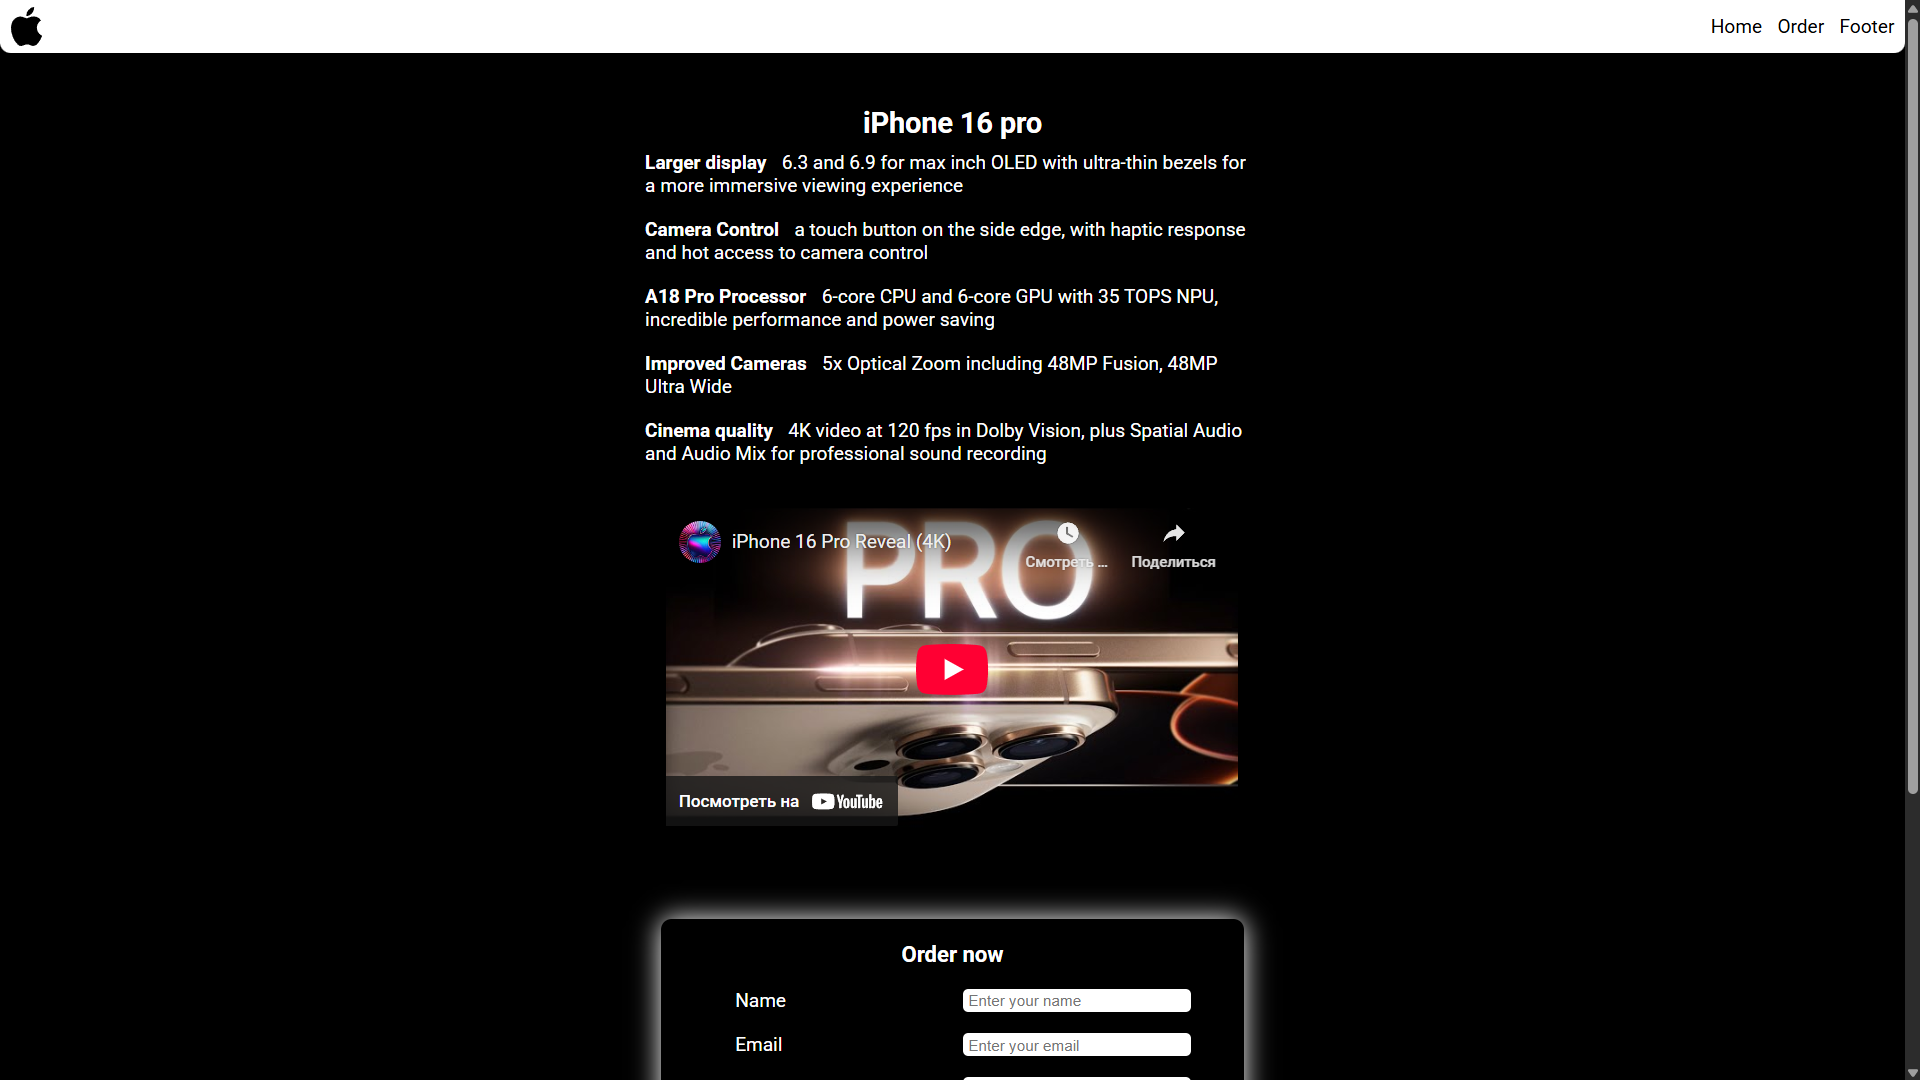 Home Order Footer
iPhone 16 pro
Larger display 6.3 and 6.9 for max inch OLED with ultra-thin bezels for
a more immersive viewing experience
Camera Control a touch button on the side edge, with haptic response
and hot access to camera control
A18 Pro Processor 6-core CPU and 6-core GPU with 35 TOPS NPU,
incredible performance and power saving
Improved Cameras 5x Optical Zoom including 48MP Fusion, 48MP
Ultra Wide
Cinema quality 4K video at 120 fps in Dolby Vision, plus Spatial Audio
and Audio Mix for professional sound recording
PRO
iPhone 16 Pro Reveal (4K)
Смотреть ... Поделиться
Посмотреть на YouTube
Order now
Name Enter your name
Email Enter your email